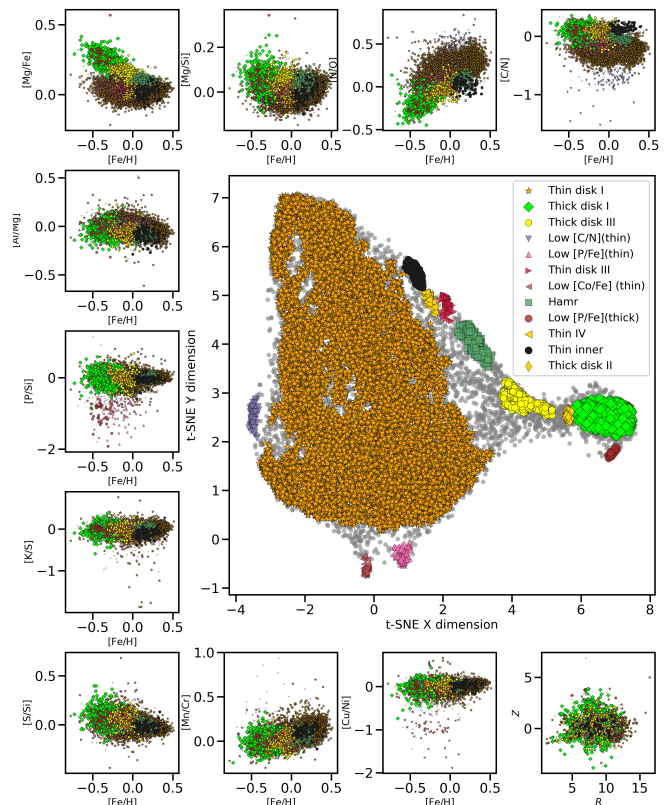 [Mg/Fe]
0.5
0.0
−0.5 0.0 0.5
[Fe/H]
[Mg/Si]
0.2
0.0
−0.5 0.0 0.5
[Fe/H]
[N/O]
0.5
0.0
−0.5
−0.5 0.0 0.5
[Fe/H]
[C/N]
0
−1
−0.5 0.0 0.5
[Fe/H]
[Al/Mg]
0.5
0.0
−0.5
−0.5 0.0 0.5
[Fe/H]
[P/Si]
0
−2
−0.5 0.0 0.5
[Fe/H]
[K/S]
0
−1
−0.5 0.0 0.5
[Fe/H]
t-SNE Y dimension
7
6
5
4
3
2
1
0
−1
−4 −2 0 2 4 6 8
t-SNE X dimension
Thin disk I
Thick disk I
Thick disk III
Low [C/N](thin)
Low [P/Fe](thin)
Thin disk III
Low [Co/Fe] (thin)
Hamr
Low [P/Fe](thick)
Thin IV
Thin inner
Thick disk II
[S/Si]
0.5
0.0
−0.5 0.0 0.5
[Fe/H]
[Mn/Cr]
1.0
0.5
0.0
−0.5 0.0 0.5
[Fe/H]
[Cu/Ni]
0
−1
−2
−0.5 0.0 0.5
[Fe/H]
Z
5
0
−5
5 10 15
R